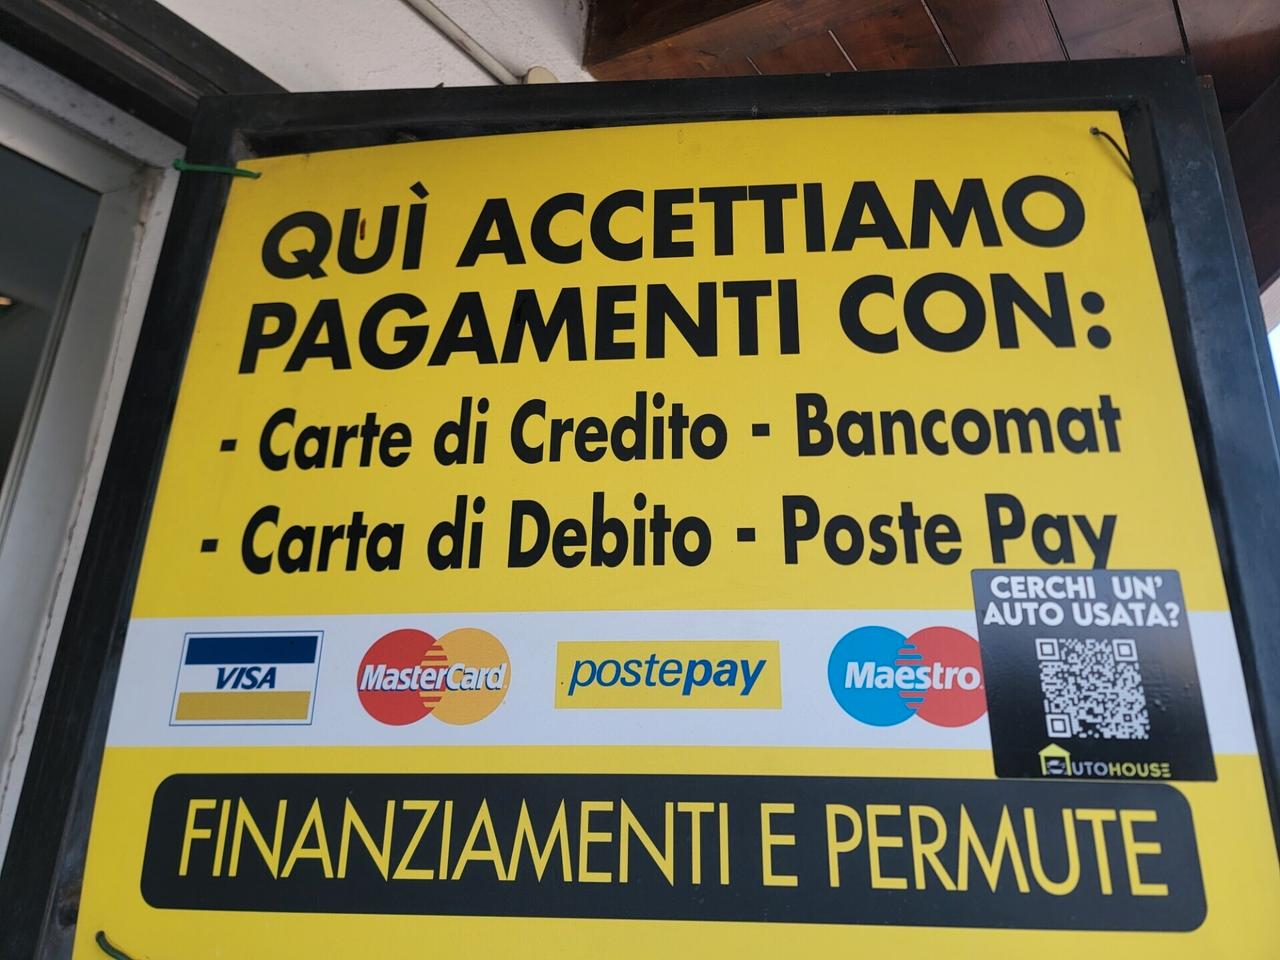 QUÌ ACCETTIAMO
PAGAMENTI CON:
- Carte di Credito - Bancomat
- Carta di Debito - Poste Pay
VISA MasterCard postepay Maestro
CERCHI UN'
AUTO USATA?
AUTOHOUSE
FINANZIAMENTI E PERMUTE